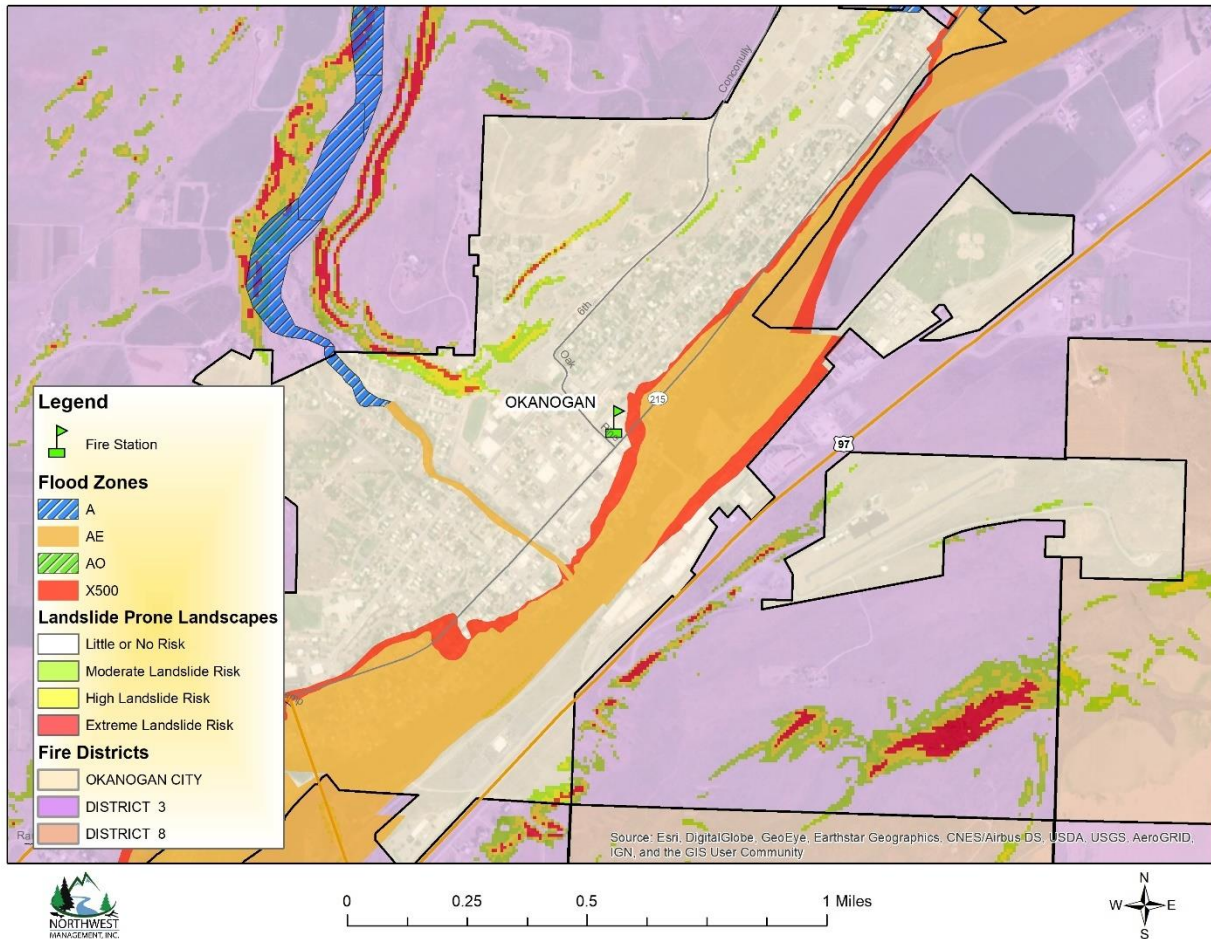 Conconully
6th
Oak
OKANOGAN
215
97
Legend
Fire Station
Flood Zones
A
AE
AO
X500
Landslide Prone Landscapes
Little or No Risk
Moderate Landslide Risk
High Landslide Risk
Extreme Landslide Risk
Fire Districts
OKANOGAN CITY
DISTRICT 3
DISTRICT 8
Source: Esri, DigitalGlobe, GeoEye, Earthstar Geographics, CNES/Airbus DS, USDA, USGS, AeroGRID,
IGN, and the GIS User Community
NORTHWEST
MANAGEMENT, INC.
0 0.25 0.5 1 Miles
N
W E
S